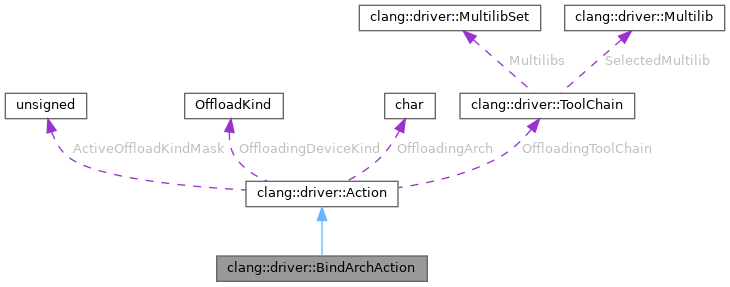 clang::driver::MultilibSet clang::driver::Multilib
Multilibs SelectedMultilib
unsigned OffloadKind char clang::driver::ToolChain
ActiveOffloadKindMask OffloadingDeviceKind OffloadingArch OffloadingToolChain
clang::driver::Action
clang::driver::BindArchAction